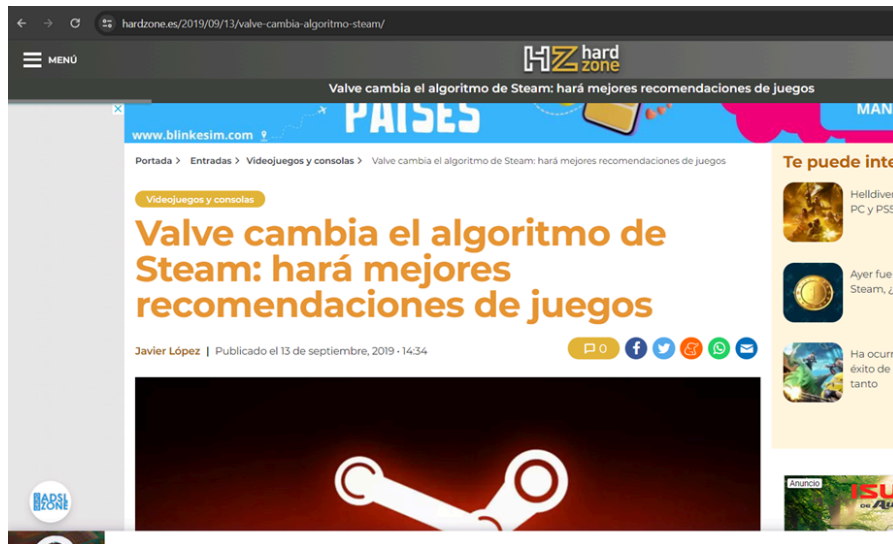 hardzone.es/2019/09/13/valve-cambia-algoritmo-steam/
MENÚ
HZ hard zone
Valve cambia el algoritmo de Steam: hará mejores recomendaciones de juegos
PAÍSES
www.blinkesim.com
MAN
Portada > Entradas > Videojuegos y consolas > Valve cambia el algoritmo de Steam: hará mejores recomendaciones de juegos
Te puede inte
Videojuegos y consolas
Valve cambia el algoritmo de
Steam: hará mejores
recomendaciones de juegos
Javier López | Publicado el 13 de septiembre, 2019 · 14:34
0
Helldiver
PC y PS5
Ayer fue
Steam, ¿
Ha ocurr
éxito de
tanto
Anuncio
ISU
ADSL
ZONE